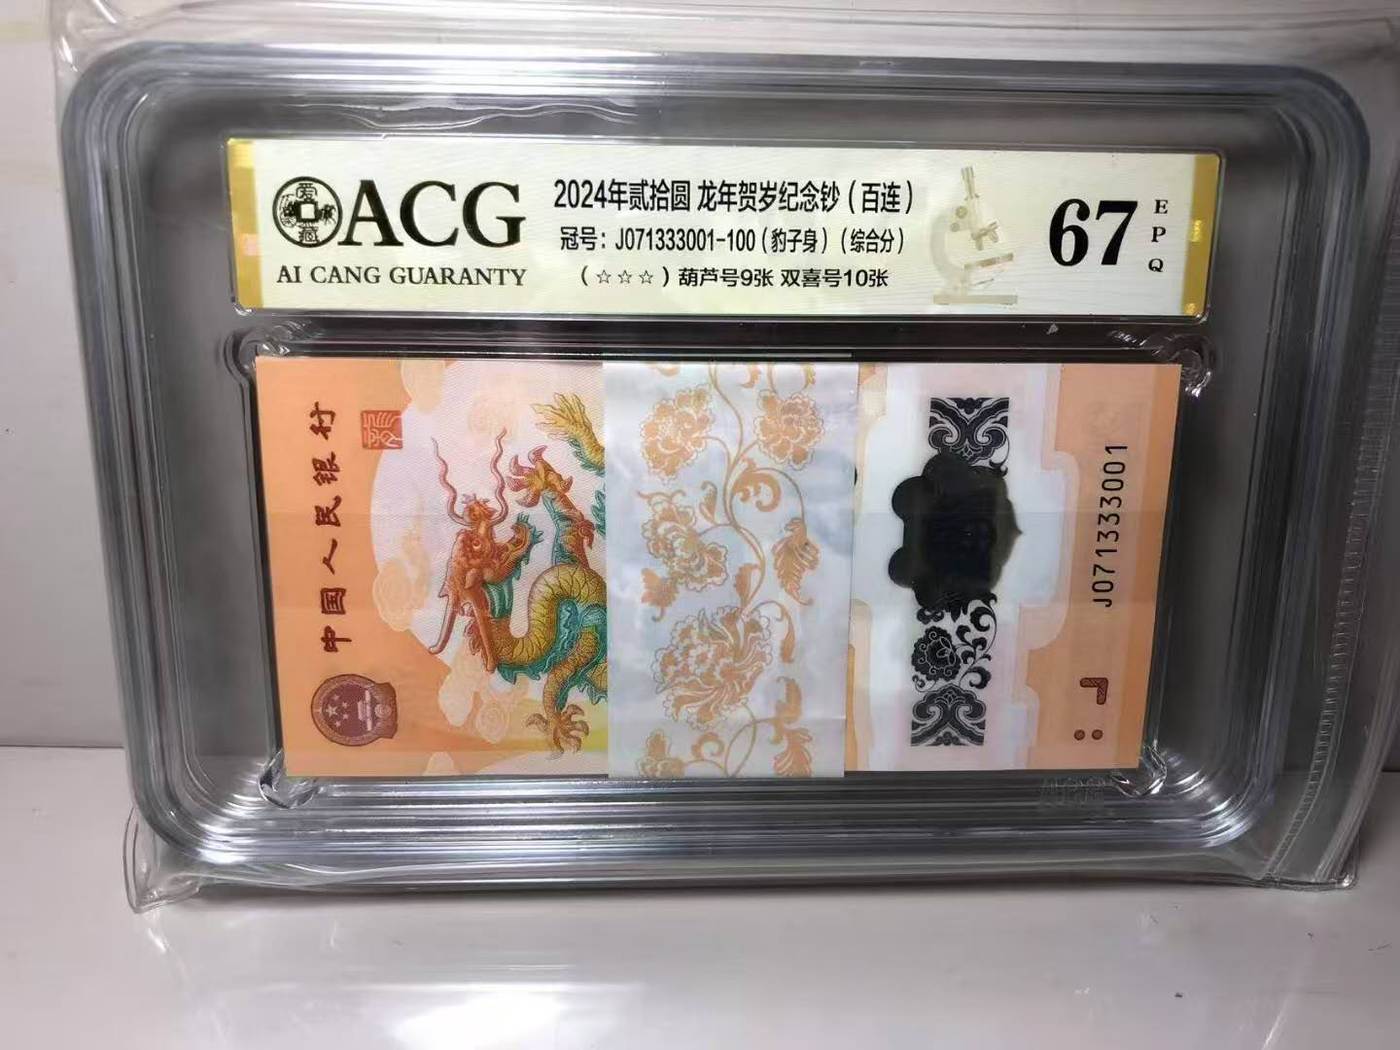 爱藏
ACG
AI CANG GUARANTY
2024年贰拾圆 龙年贺岁纪念钞（百连）
冠号：J071333001-100（豹子身）（综合分）
（☆☆☆）葫芦号9张 双喜号10张
67
EPQ
中国人民银行
J071333001